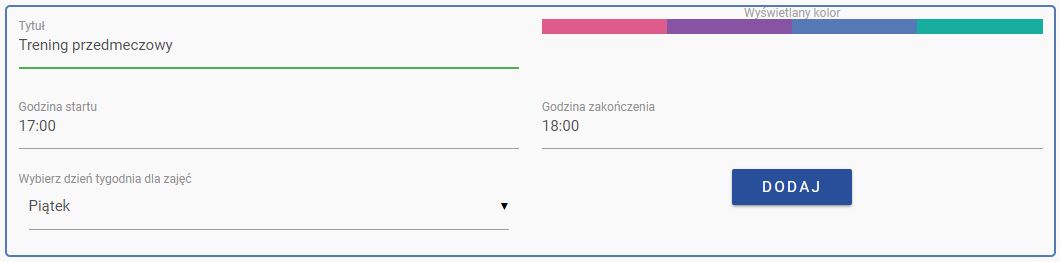 Tytuł
Trening przedmeczowy
Wyświetlany kolor
Godzina startu
17:00
Godzina zakończenia
18:00
Wybierz dzień tygodnia dla zajęć
Piątek
DODAJ